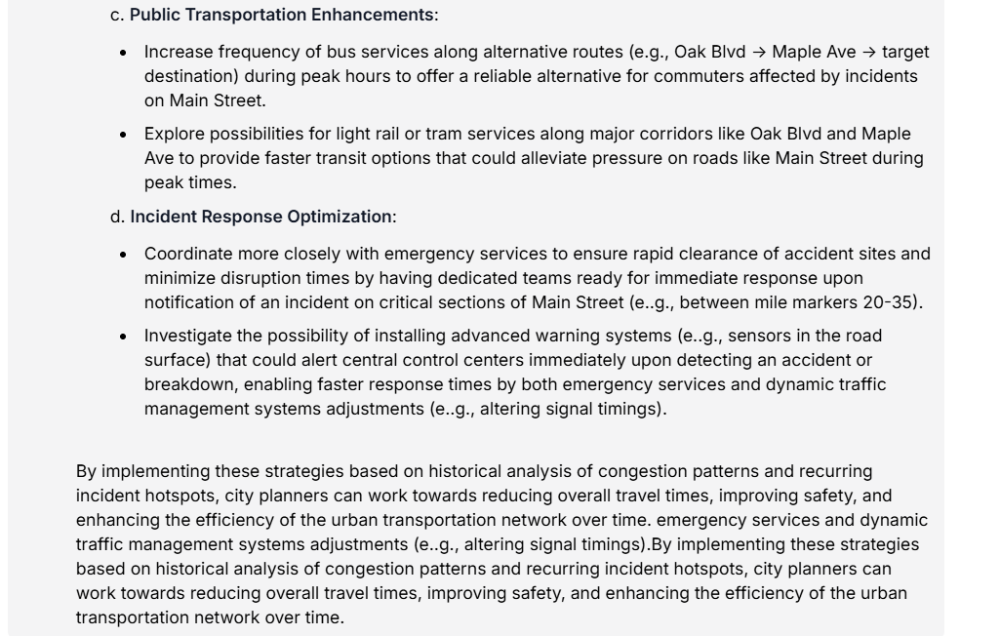 c. Public Transportation Enhancements:
• Increase frequency of bus services along alternative routes (e.g., Oak Blvd → Maple Ave → target
destination) during peak hours to offer a reliable alternative for commuters affected by incidents
on Main Street.
• Explore possibilities for light rail or tram services along major corridors like Oak Blvd and Maple
Ave to provide faster transit options that could alleviate pressure on roads like Main Street during
peak times.
d. Incident Response Optimization:
• Coordinate more closely with emergency services to ensure rapid clearance of accident sites and
minimize disruption times by having dedicated teams ready for immediate response upon
notification of an incident on critical sections of Main Street (e..g., between mile markers 20-35).
• Investigate the possibility of installing advanced warning systems (e..g., sensors in the road
surface) that could alert central control centers immediately upon detecting an accident or
breakdown, enabling faster response times by both emergency services and dynamic traffic
management systems adjustments (e..g., altering signal timings).
By implementing these strategies based on historical analysis of congestion patterns and recurring
incident hotspots, city planners can work towards reducing overall travel times, improving safety, and
enhancing the efficiency of the urban transportation network over time. emergency services and dynamic
traffic management systems adjustments (e..g., altering signal timings).By implementing these strategies
based on historical analysis of congestion patterns and recurring incident hotspots, city planners can
work towards reducing overall travel times, improving safety, and enhancing the efficiency of the urban
transportation network over time.